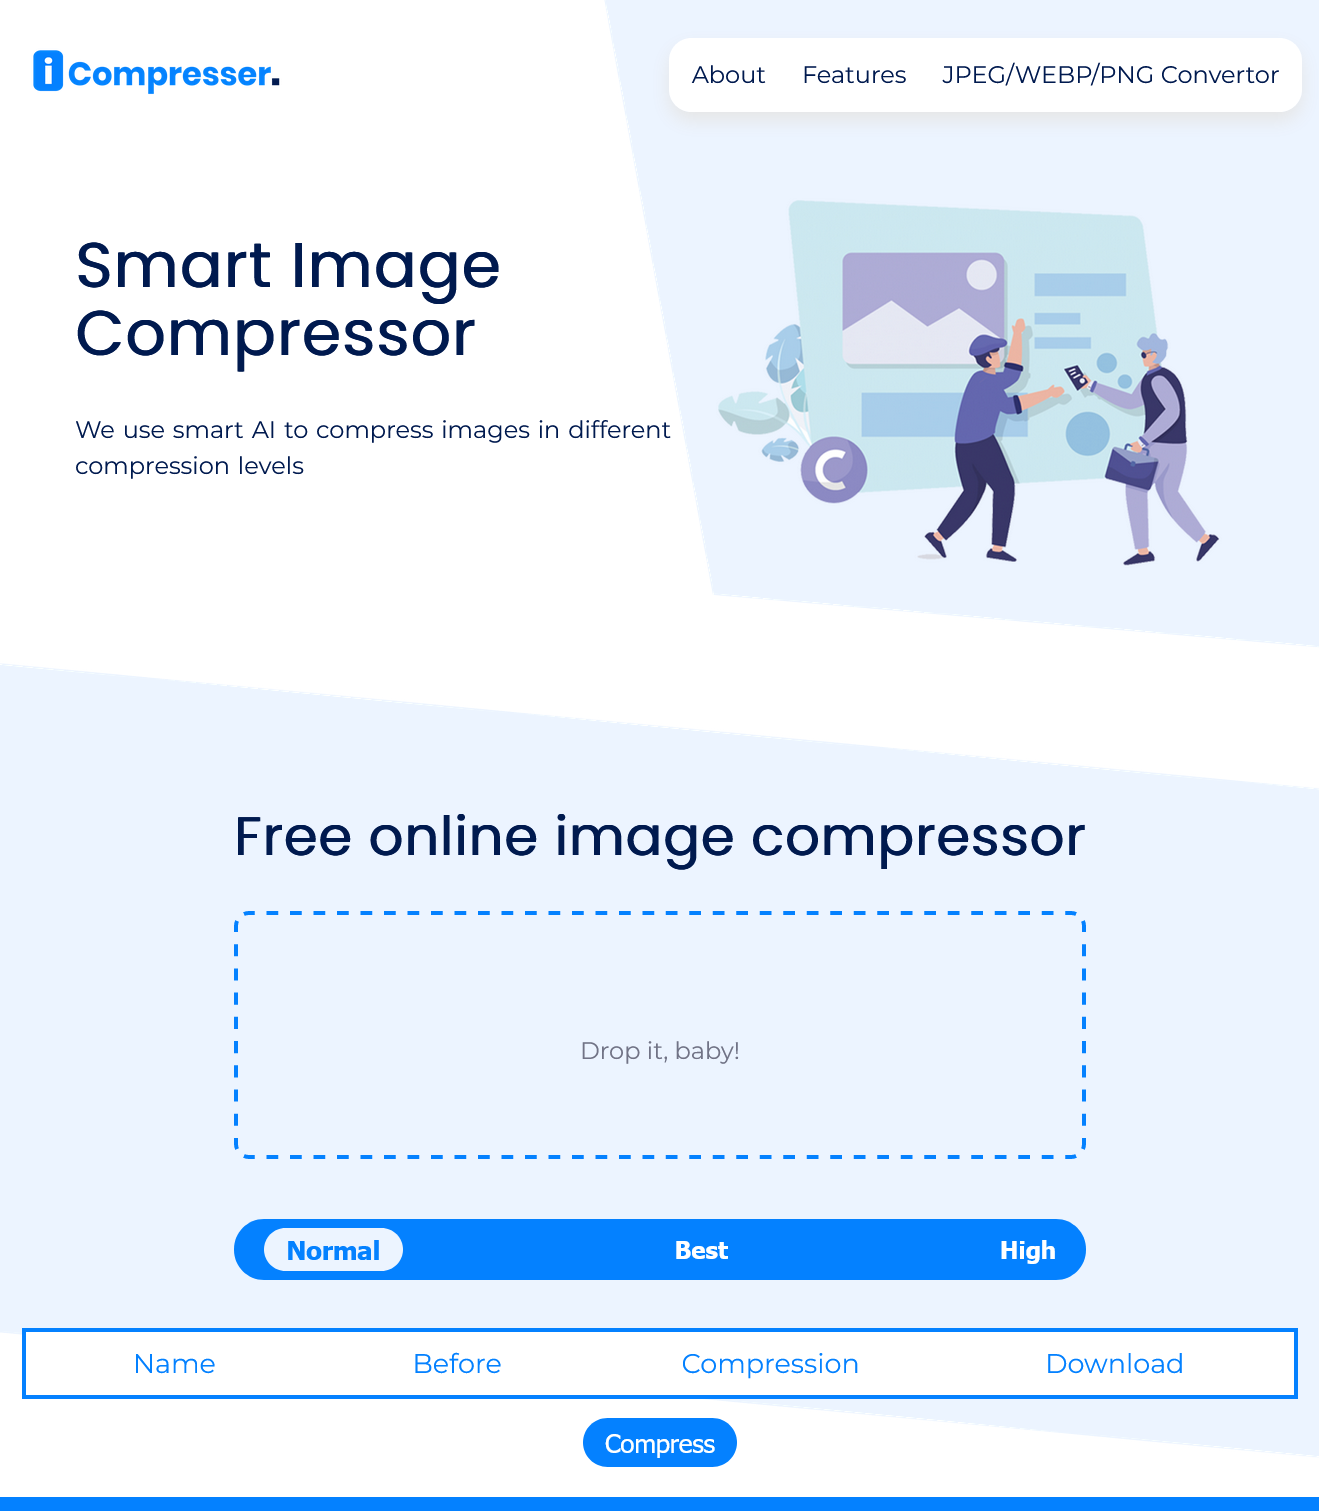 i Compresser.
About Features JPEG/WEBP/PNG Convertor
Smart Image
Compressor
We use smart AI to compress images in different
compression levels
C
Free online image compressor
Drop it, baby!
Normal Best High
Name Before Compression Download
Compress